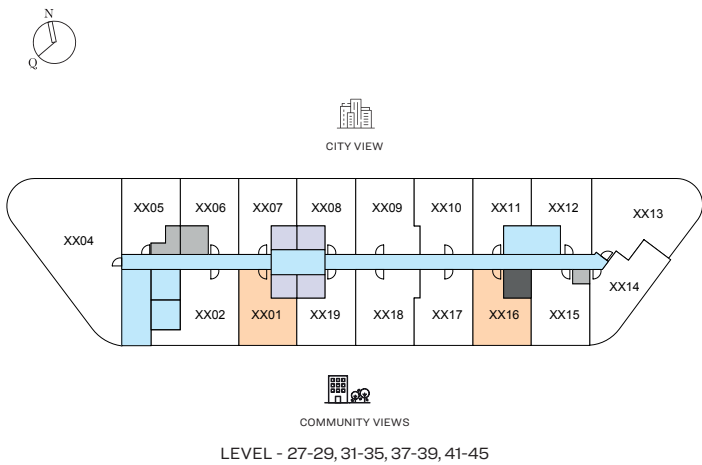 N
Q
CITY VIEW
XX05 XX06 XX07 XX08 XX09 XX10 XX11 XX12
XX04 XX13
XX14
XX02 XX01 XX19 XX18 XX17 XX16 XX15
COMMUNITY VIEWS
LEVEL - 27-29, 31-35, 37-39, 41-45